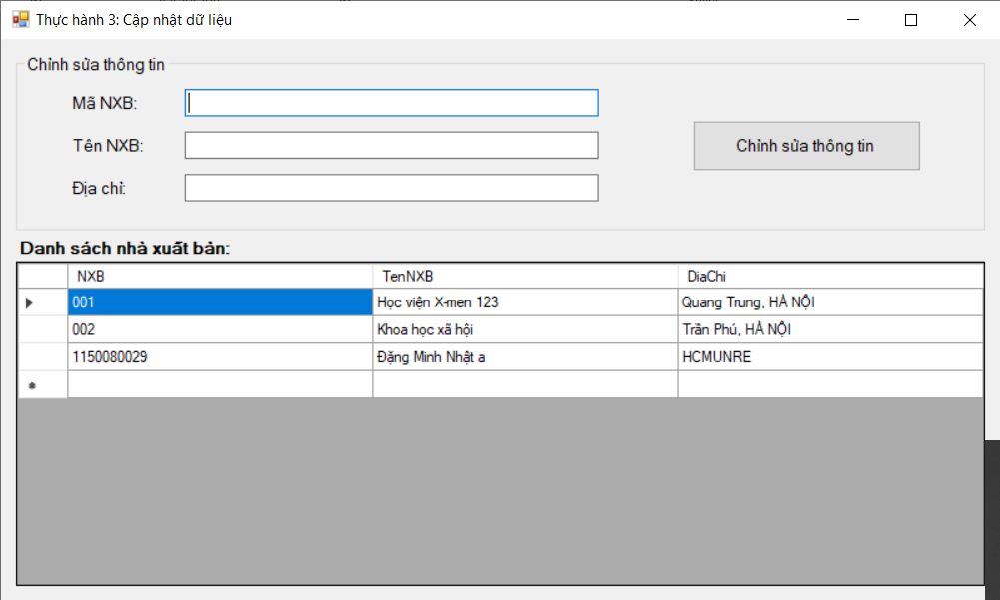 Thực hành 3: Cập nhật dữ liệu
Chỉnh sửa thông tin
Mã NXB:
Tên NXB:
Chỉnh sửa thông tin
Địa chỉ:
Danh sách nhà xuất bản:
NXB TenNXB DiaChi
001 Học viện X-men 123 Quang Trung, HÀ NỘI
002 Khoa học xã hội Trần Phú, HÀ NỘI
1150080029 Đặng Minh Nhật a HCMUNRE